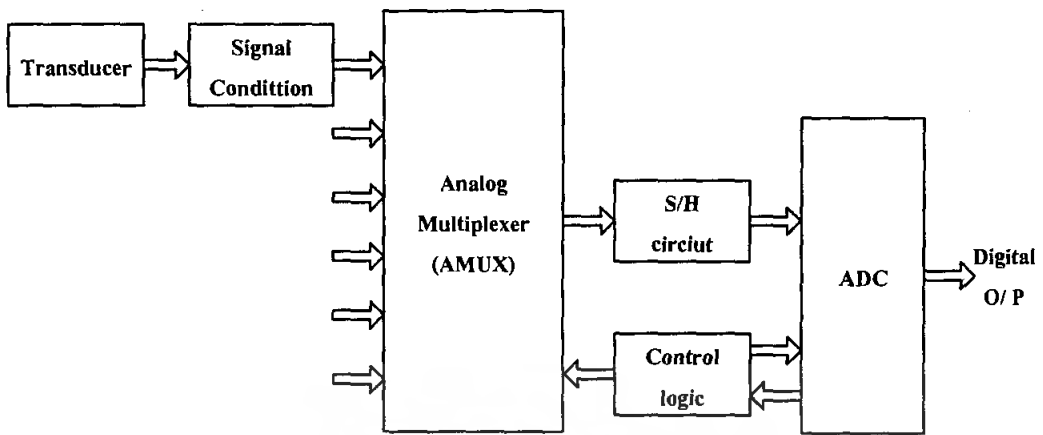 Transducer
Signal
Condittion
Analog
Multiplexer
(AMUX)
S/H
circiut
Control
logic
ADC
Digital
O/ P